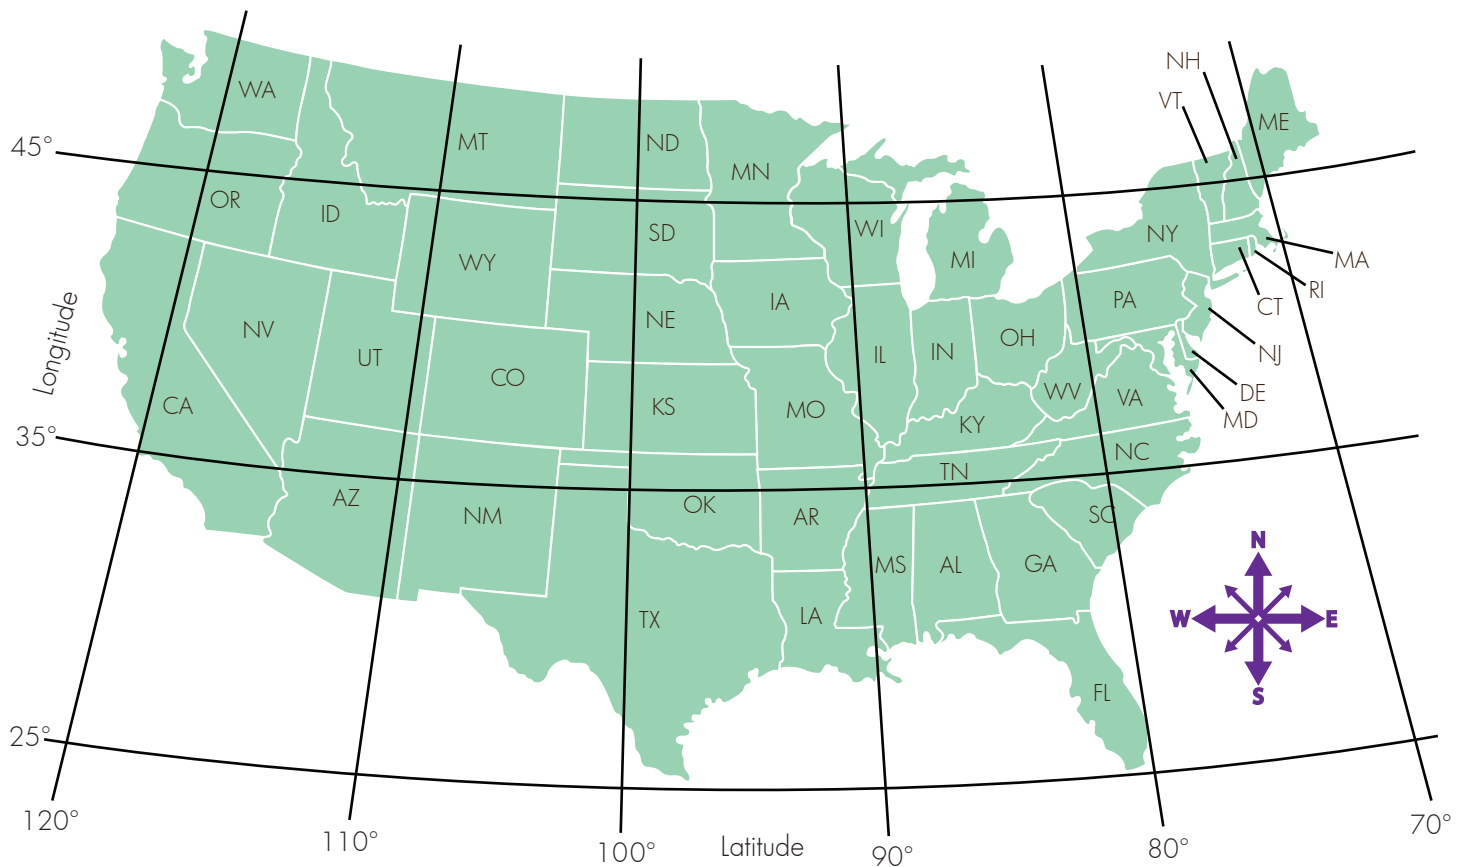 NH
VT
WA
ME
MT
ND
45°
MN
OR
ID
SD
WI
NY
WY
MI
MA
RI
IA
PA
CT
Longitude
NV
NE
OH
UT
IL
IN
NJ
CO
DE
CA
KS
MO
WV
VA
MD
KY
35°
NC
TN
AZ
OK
NM
AR
SC
N
MS
AL
GA
TX
LA
W
E
FL
S
25°
120°
110°
100°
Latitude
90°
80°
70°